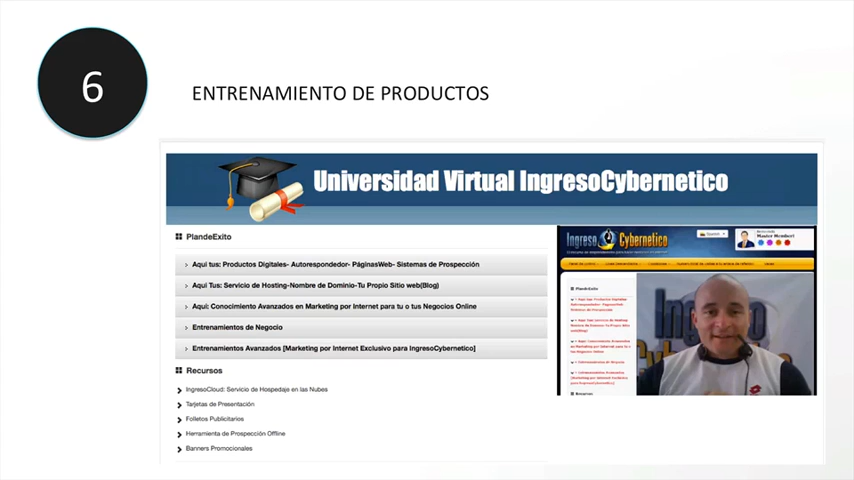 6
ENTRENAMIENTO DE PRODUCTOS
Universidad Virtual IngresoCybernetico
PlandeExito
Aqui tus: Productos Digitales- Autorespondedor- PáginasWeb- Sistemas de Prospección
Aqui Tus: Servicio de Hosting-Nombre de Dominio-Tu Propio Sitio web(Blog)
Aqui: Conocimiento Avanzados en Marketing por Internet para tu o tus Negocios Online
Entrenamientos de Negocio
Entrenamientos Avanzados [Marketing por Internet Exclusivo para IngresoCybernetico]
Recursos
IngresoCloud: Servicio de Hospedaje en las Nubes
Tarjetas de Presentación
Folletos Publicitarios
Herramienta de Prospección Offline
Banners Promocionales
Ingreso Cybernetico
Spanish
Master Member!
PlandeExito
Recursos
Ingreso